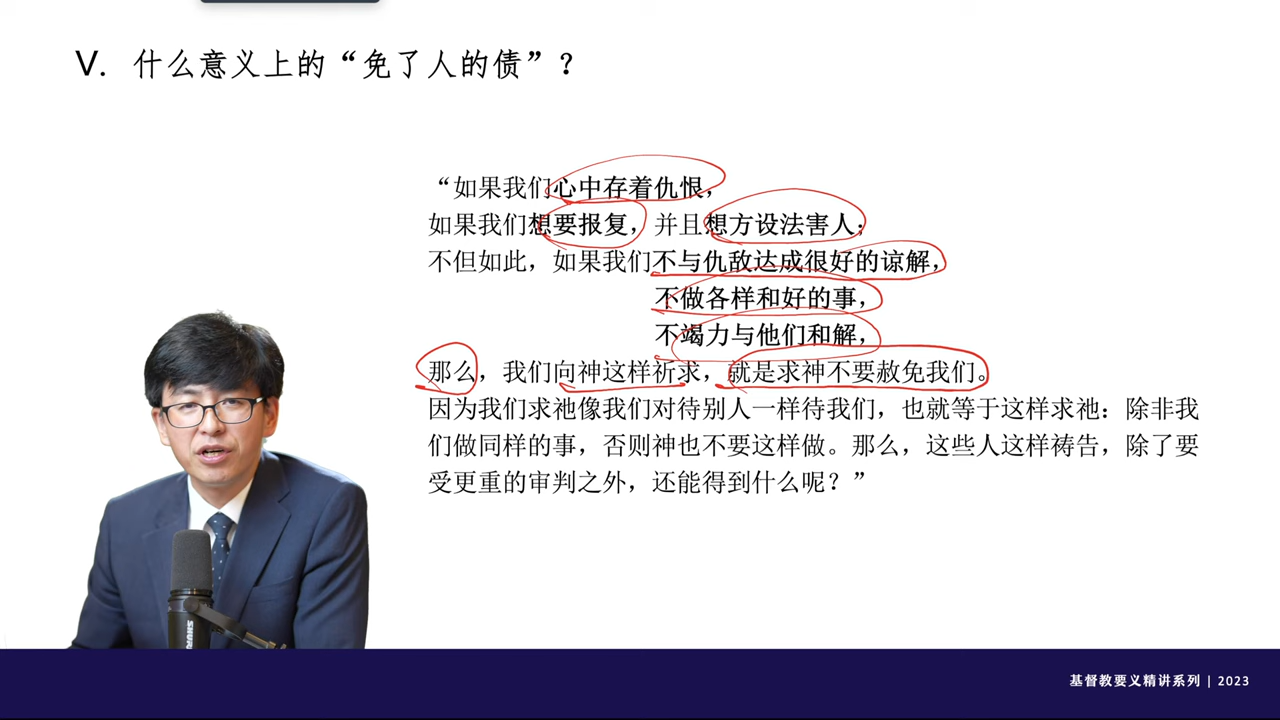 V. 什么意义上的“免了人的债”?
“如果我们心中存着仇恨,
如果我们想要报复,并且想方设法害人;
不但如此,如果我们不与仇敌达成很好的谅解,
不做各样和好的事,
不竭力与他们和解,
那么,我们向神这样祈求,就是求神不要赦免我们。
因为我们求祂像我们对待别人一样待我们,也就等于这样求祂:除非我
们做同样的事,否则神也不要这样做。那么,这些人这样祷告,除了要
受更重的审判之外,还能得到什么呢?”
SHURE
基督教要义精讲系列 | 2023